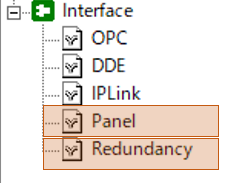 Interface
OPC
DDE
IPLink
Panel
Redundancy